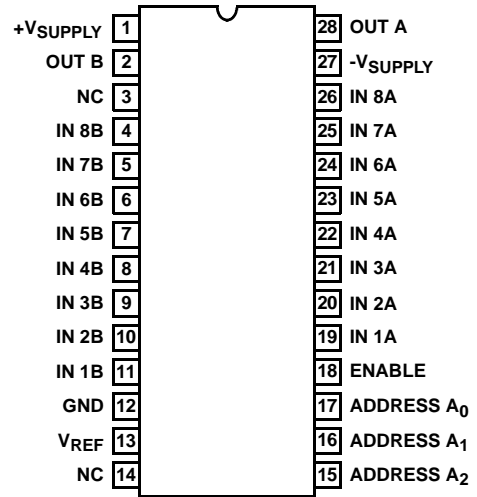 +VSUPPLY 1 28 OUT A
OUT B 2 27 -VSUPPLY
NC 3 26 IN 8A
IN 8B 4 25 IN 7A
IN 7B 5 24 IN 6A
IN 6B 6 23 IN 5A
IN 5B 7 22 IN 4A
IN 4B 8 21 IN 3A
IN 3B 9 20 IN 2A
IN 2B 10 19 IN 1A
IN 1B 11 18 ENABLE
GND 12 17 ADDRESS A0
VREF 13 16 ADDRESS A1
NC 14 15 ADDRESS A2